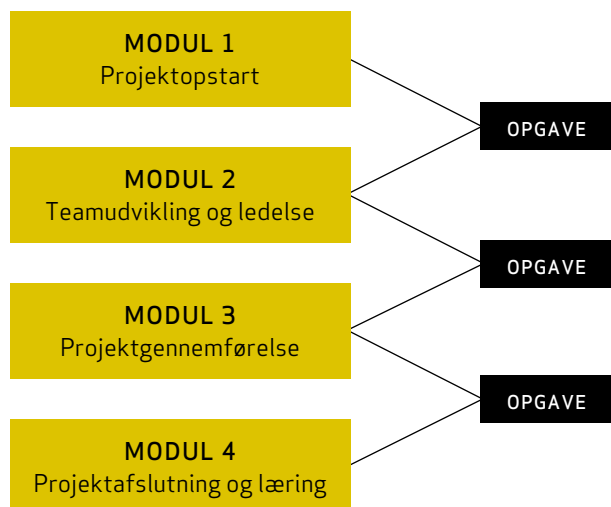 MODUL 1
Projektopstart
OPGAVE
MODUL 2
Teamudvikling og ledelse
OPGAVE
MODUL 3
Projektgennemførelse
OPGAVE
MODUL 4
Projektafslutning og læring